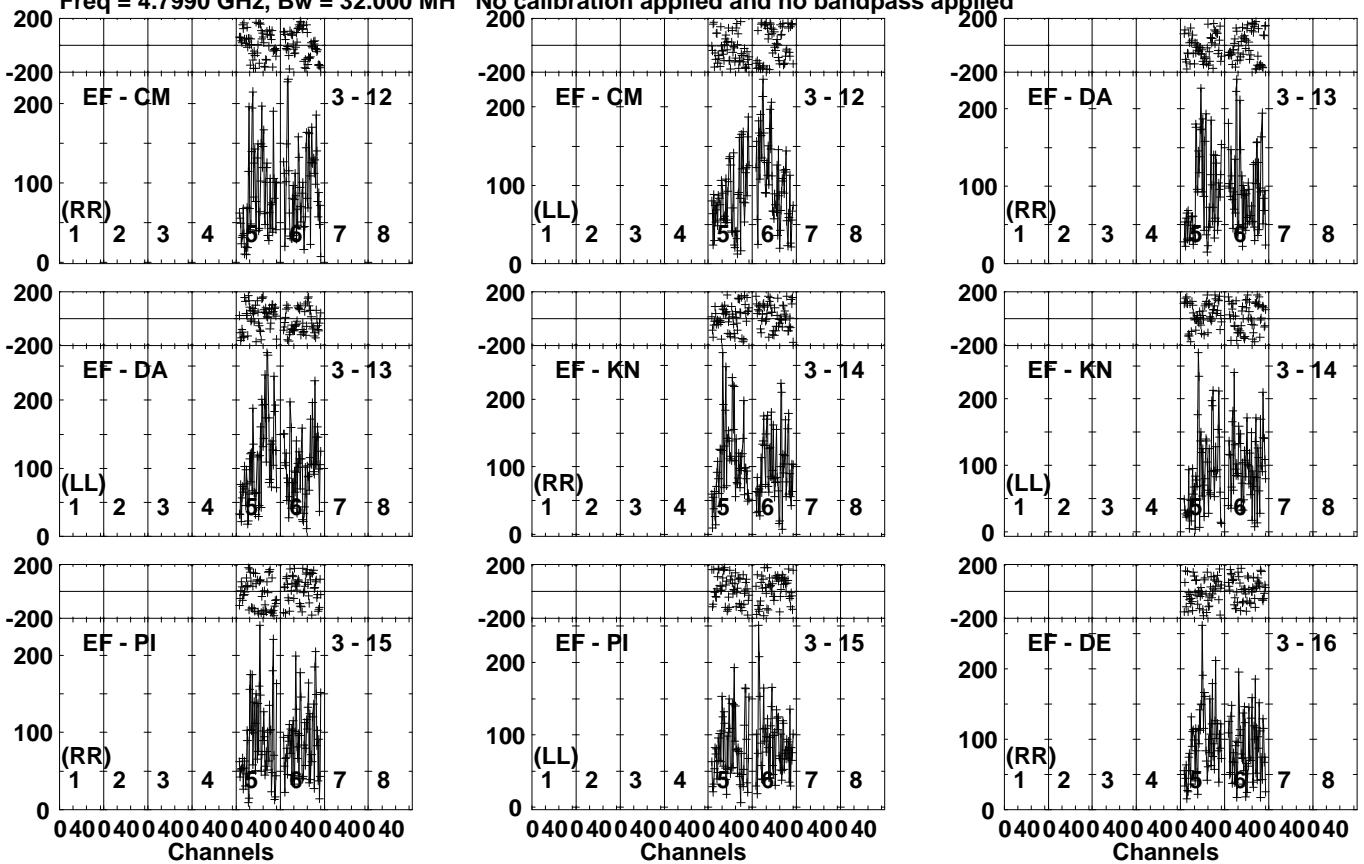 Freq = 4.7990 GHz, Bw = 32.000 MH No calibration applied and no bandpass applied
200
-200
200
100
0
EF - CM 3 - 12
(RR)
1 2 3 4 5 6 7 8
200
-200
200
100
0
EF - CM 3 - 12
(LL)
1 2 3 4 5 6 7 8
200
-200
200
100
0
EF - DA 3 - 13
(RR)
1 2 3 4 5 6 7 8
200
-200
200
100
0
EF - DA 3 - 13
(LL)
1 2 3 4 5 6 7 8
200
-200
200
100
0
EF - KN 3 - 14
(RR)
1 2 3 4 5 6 7 8
200
-200
200
100
0
EF - KN 3 - 14
(LL)
1 2 3 4 5 6 7 8
200
-200
200
100
0
EF - PI 3 - 15
(RR)
1 2 3 4 5 6 7 8
0 40 0 40 0 40 0 40 0 40 0 40 0 40 0 40
Channels
200
-200
200
100
0
EF - PI 3 - 15
(LL)
1 2 3 4 5 6 7 8
0 40 0 40 0 40 0 40 0 40 0 40 0 40 0 40
Channels
200
-200
200
100
0
EF - DE 3 - 16
(RR)
1 2 3 4 5 6 7 8
0 40 0 40 0 40 0 40 0 40 0 40 0 40 0 40
Channels